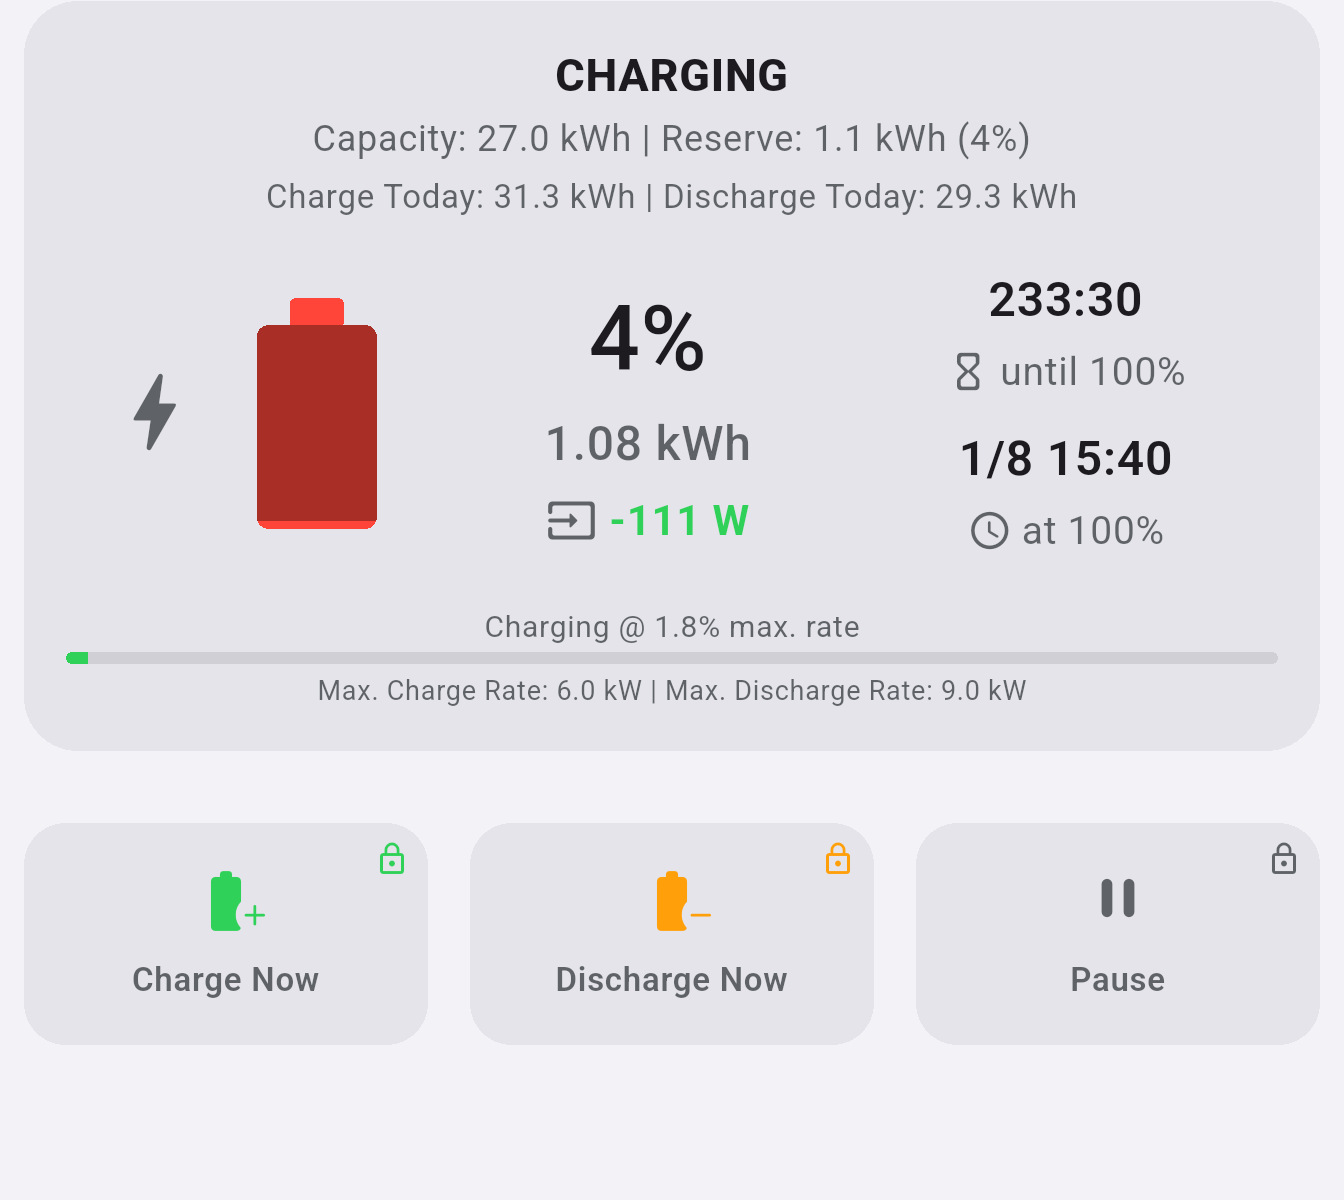 CHARGING
Capacity: 27.0 kWh | Reserve: 1.1 kWh (4%)
Charge Today: 31.3 kWh | Discharge Today: 29.3 kWh
4%
1.08 kWh
-111 W
233:30
until 100%
1/8 15:40
at 100%
Charging @ 1.8% max. rate
Max. Charge Rate: 6.0 kW | Max. Discharge Rate: 9.0 kW
Charge Now
Discharge Now
Pause